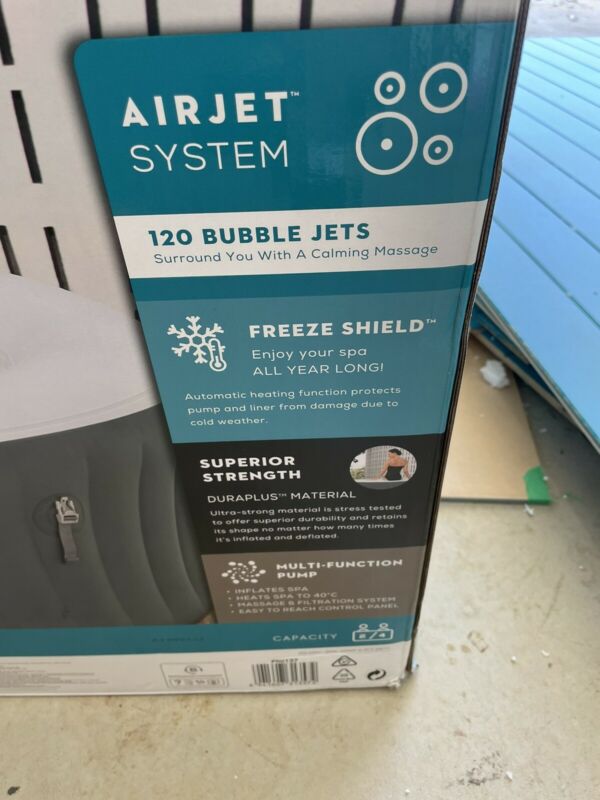 AIRJET™
SYSTEM
120 BUBBLE JETS
Surround You With A Calming Massage
FREEZE SHIELD™
Enjoy your spa
ALL YEAR LONG!
Automatic heating function protects
pump and liner from damage due to
cold weather.
SUPERIOR
STRENGTH
DURAPLUS™ MATERIAL
Ultra-strong material is stress tested
to offer superior durability and retains
its shape no matter how many times
it's inflated and deflated.
MULTI-FUNCTION
PUMP
• INFLATES SPA
• HEATS SPA TO 40°C
• MASSAGE & FILTRATION SYSTEM
• EASY TO REACH CONTROL PANEL
CAPACITY